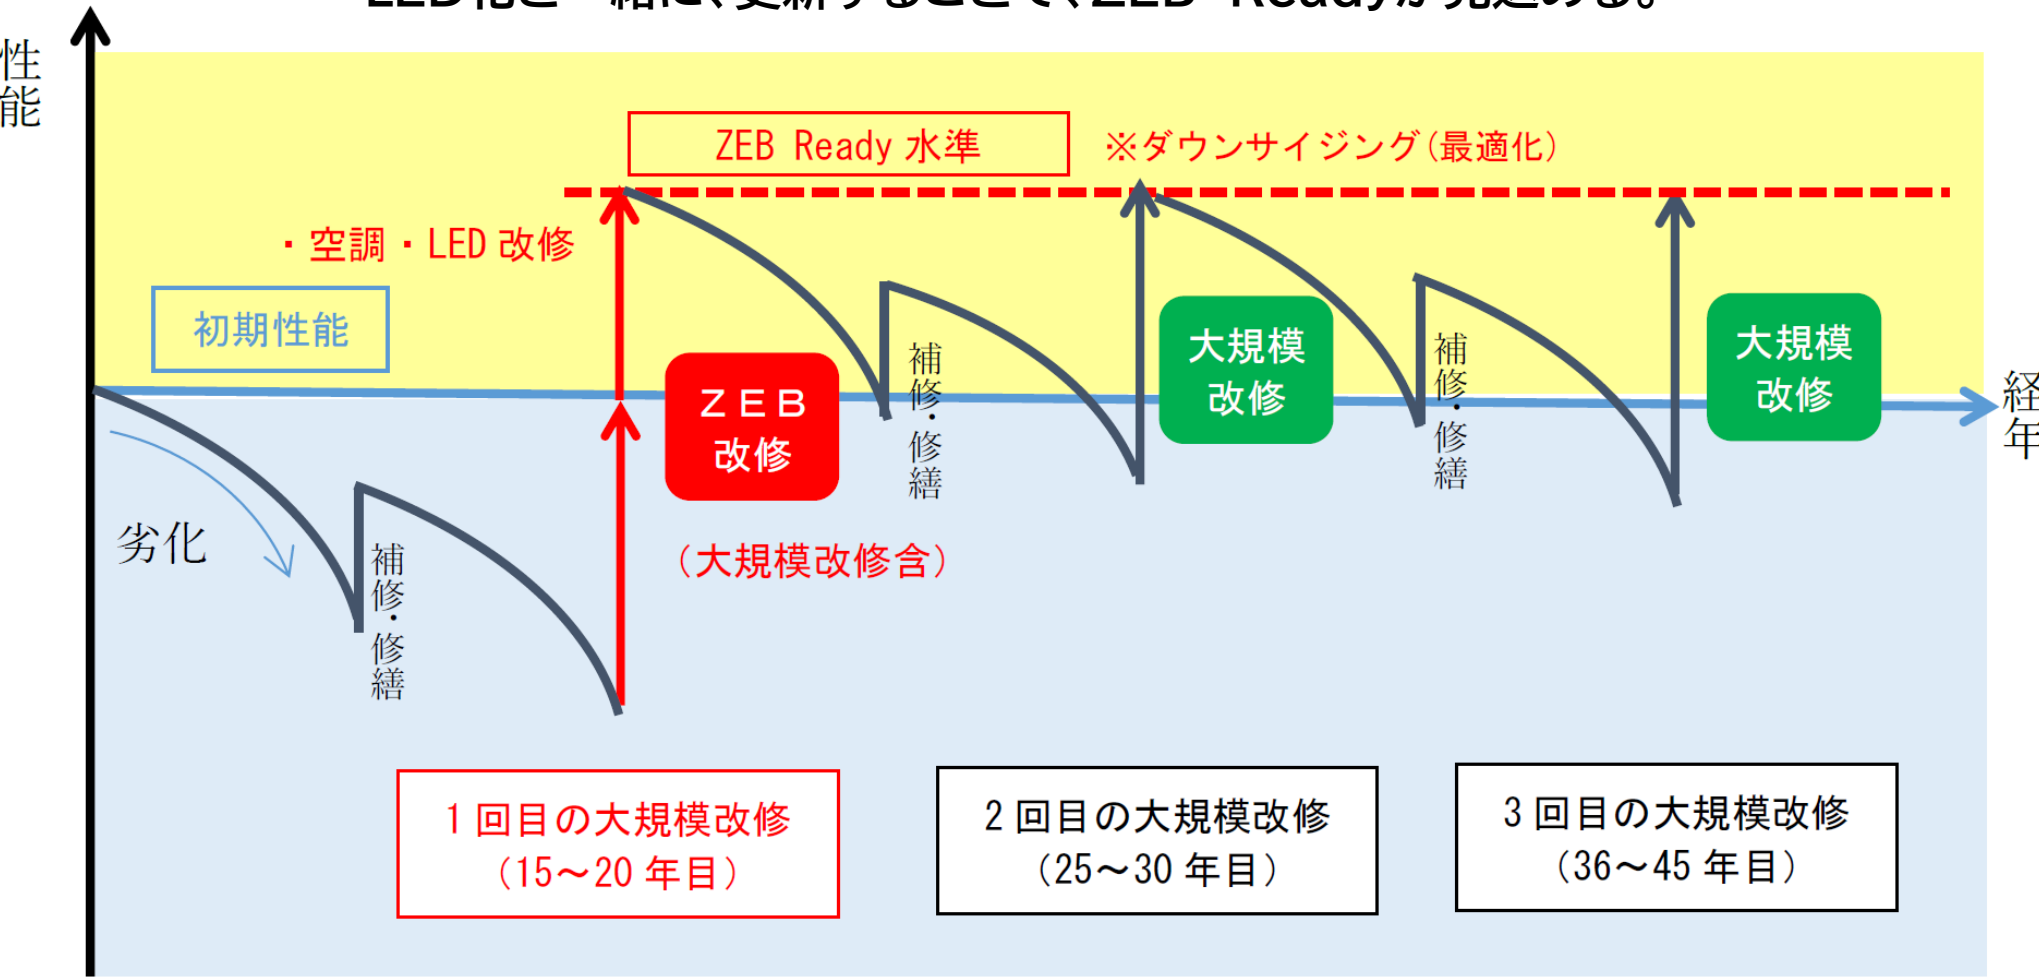 性能
ZEB Ready 水準
※ダウンサイジング(最適化)
・空調・LED 改修
初期性能
ＺＥＢ
改修
補修・修繕
大規模
改修
補修・修繕
大規模
改修
経年
劣化
補修・修繕
(大規模改修含)
1 回目の大規模改修
(15～20 年目)
2 回目の大規模改修
(25～30 年目)
3 回目の大規模改修
(36～45 年目)